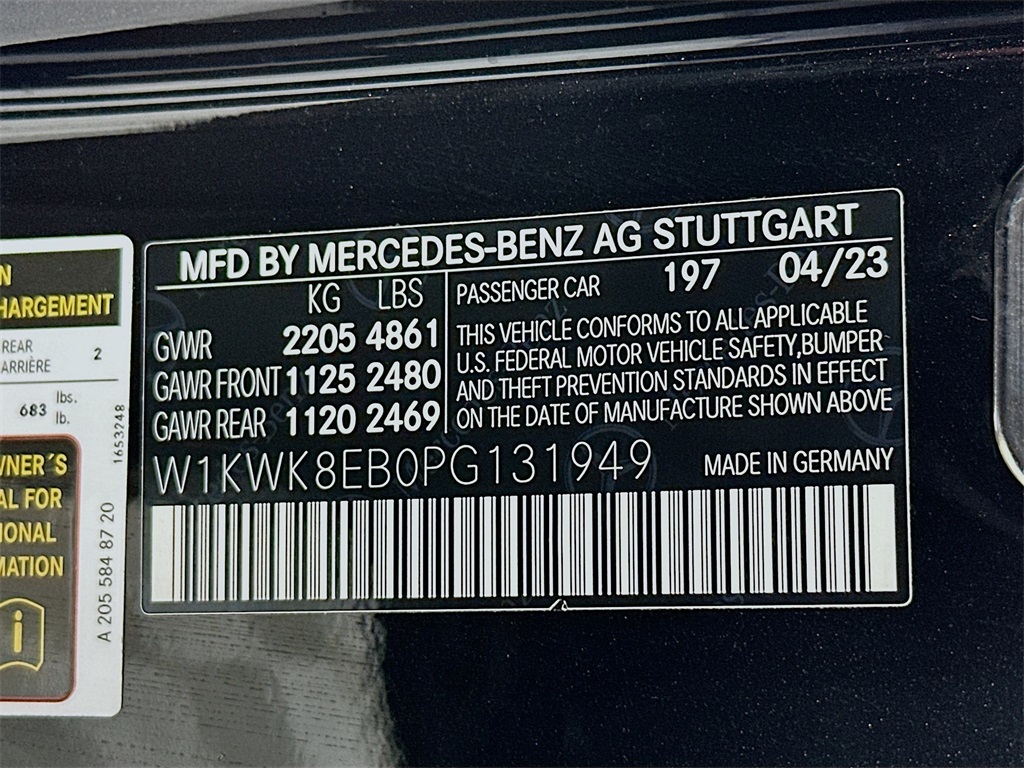 N
HARGEMENT
REAR
ARRIÈRE 2
683 lbs.
lb.
1653248
WNER´S
AL FOR
IONAL
MATION
i
A 205 584 87 20
MFD BY MERCEDES-BENZ AG STUTTGART
KG LBS
GVWR 2205 4861
GAWR FRONT 1125 2480
GAWR REAR 1120 2469
PASSENGER CAR 197 04/23
THIS VEHICLE CONFORMS TO ALL APPLICABLE
U.S. FEDERAL MOTOR VEHICLE SAFETY,BUMPER
AND THEFT PREVENTION STANDARDS IN EFFECT
ON THE DATE OF MANUFACTURE SHOWN ABOVE
W1KWK8EB0PG131949 MADE IN GERMANY